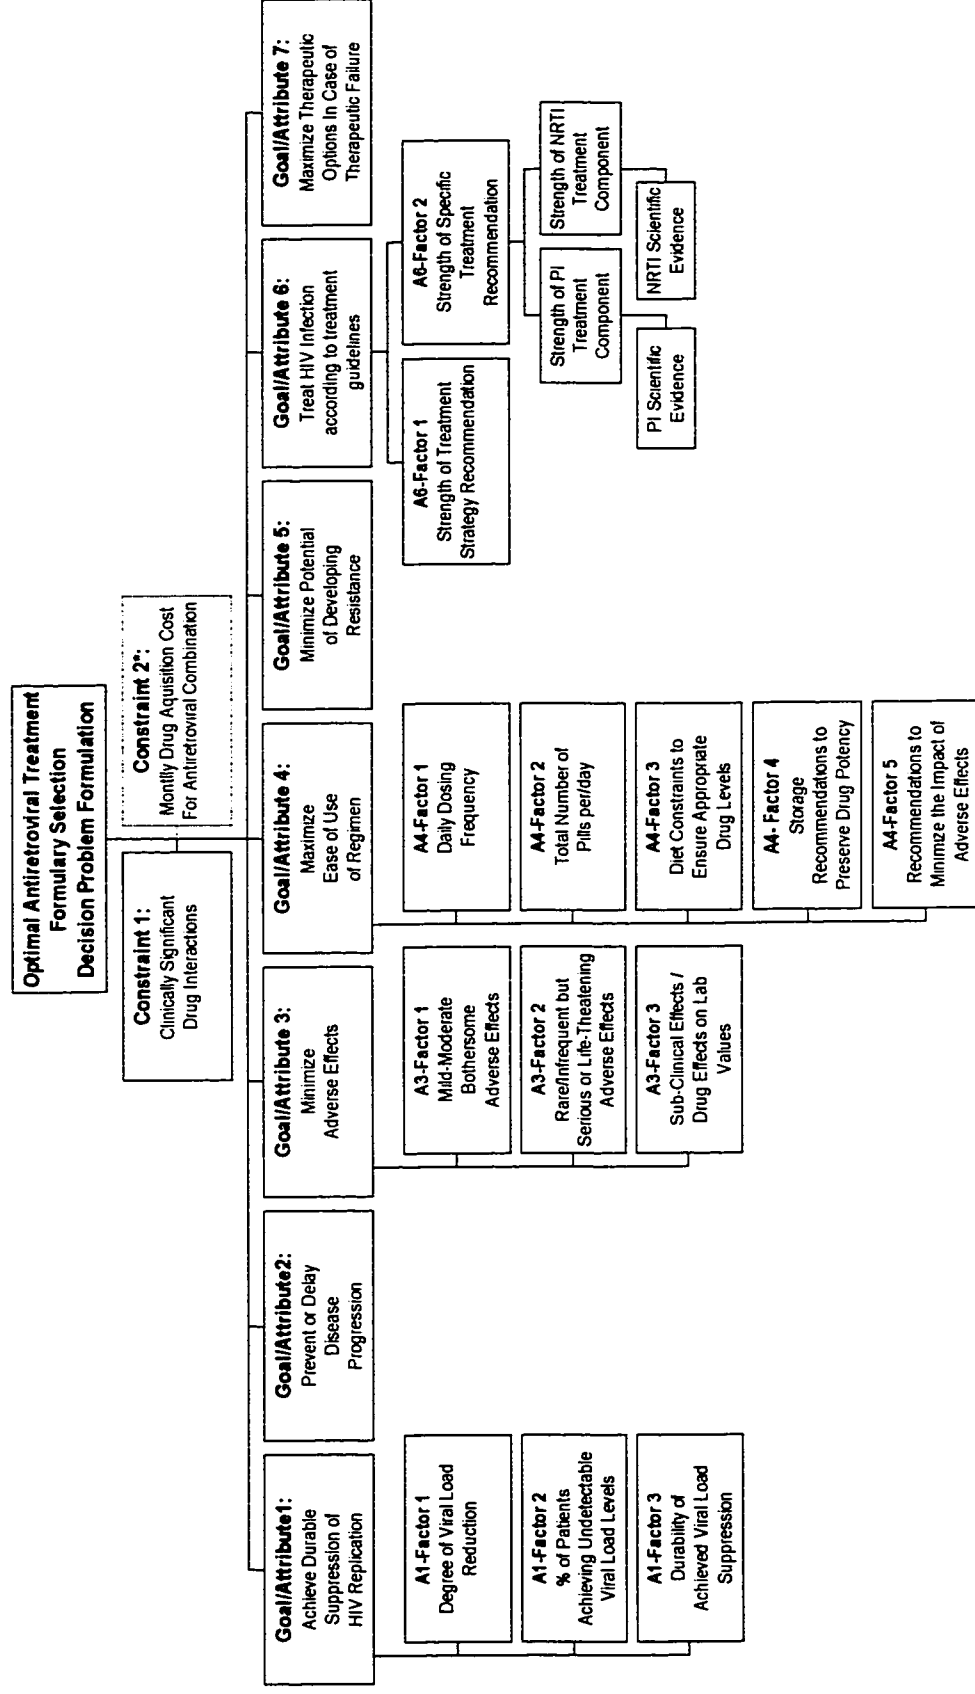 Optimal Antiretroviral Treatment
Formulary Selection
Decision Problem Formulation
Constraint 1:
Clinically Significant
Drug Interactions
Constraint 2*:
Montlly Drug Aquisition Cost
For Antiretroviral Combination
Goal/Attribute1:
Achieve Durable
Suppression of
HIV Replication
Goal/Attribute2:
Prevent or Delay
Disease
Progression
Goal/Attribute 3:
Minimize
Adverse Effects
Goal/Attribute 4:
Maximize
Ease of Use
of Regimen
Goal/Attribute 5:
Minimize Potential
of Developing
Resistance
Goal/Attribute 6:
Treat HIV Infection
according to treatment
guidelines
Goal/Attribute 7:
Maximize Therapeutic
Options In Case of
Therapeutic Failure
A1-Factor 1
Degree of Viral Load
Reduction
A1-Factor 2
% of Patients
Achieving Undetectable
Viral Load Levels
A1-Factor 3
Durability of
Achieved Viral Load
Suppression
A3-Factor 1
Mild-Moderate
Bothersome
Adverse Effects
A3-Factor 2
Rare/Infrequent but
Serious or Life-Theatening
Adverse Effects
A3-Factor 3
Sub-Clinical Effects /
Drug Effects on Lab
Values
A4-Factor 1
Daily Dosing
Frequency
A4-Factor 2
Total Number of
Pills per/day
A4-Factor 3
Diet Constraints to
Ensure Appropriate
Drug Levels
A4- Factor 4
Storage
Recommendations to
Preserve Drug Potency
A4-Factor 5
Recommendations to
Minimize the Impact of
Adverse Effects
A6-Factor 1
Strength of Treatment
Strategy Recommendation
A6-Factor 2
Strength of Specific
Treatment
Recommendation
Strength of PI
Treatment
Component
PI Scientific
Evidence
Strength of NRTI
Treatment
Component
NRTI Scientific
Evidence